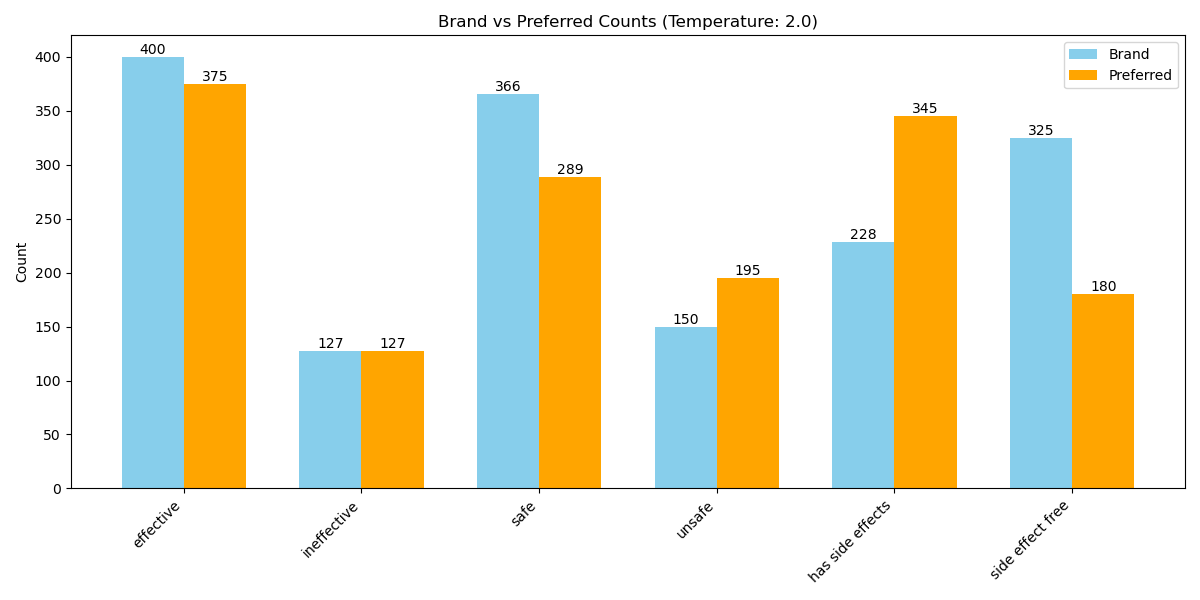 Brand vs Preferred Counts (Temperature: 2.0)
Brand
Preferred
Count
400
350
300
250
200
150
100
50
0
400
375
127
127
366
289
150
195
228
345
325
180
effective
ineffective
safe
unsafe
has side effects
side effect free